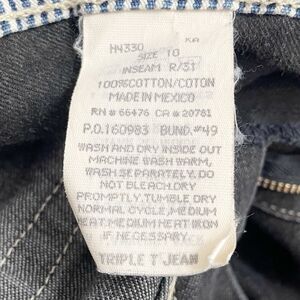 N4330 KA
SIZE 10
INSEAM R/31
100%COTTON/COTON
MADE IN MEXICO
RN # 66476 CA # 20781
P.O.160983 BUND.#49
WASH AND DRY INSIDE OUT
MACHINE WASH WARM,
WASH SEPARATELY. DO
NOT BLEACH.DRY
PROMPTLY.TUMBLE DRY
NORMAL CYCLE,MEDIUM
HEAT.MEDIUM HEAT IRON
IF NECESSARY.
TRIPLE T JEAN